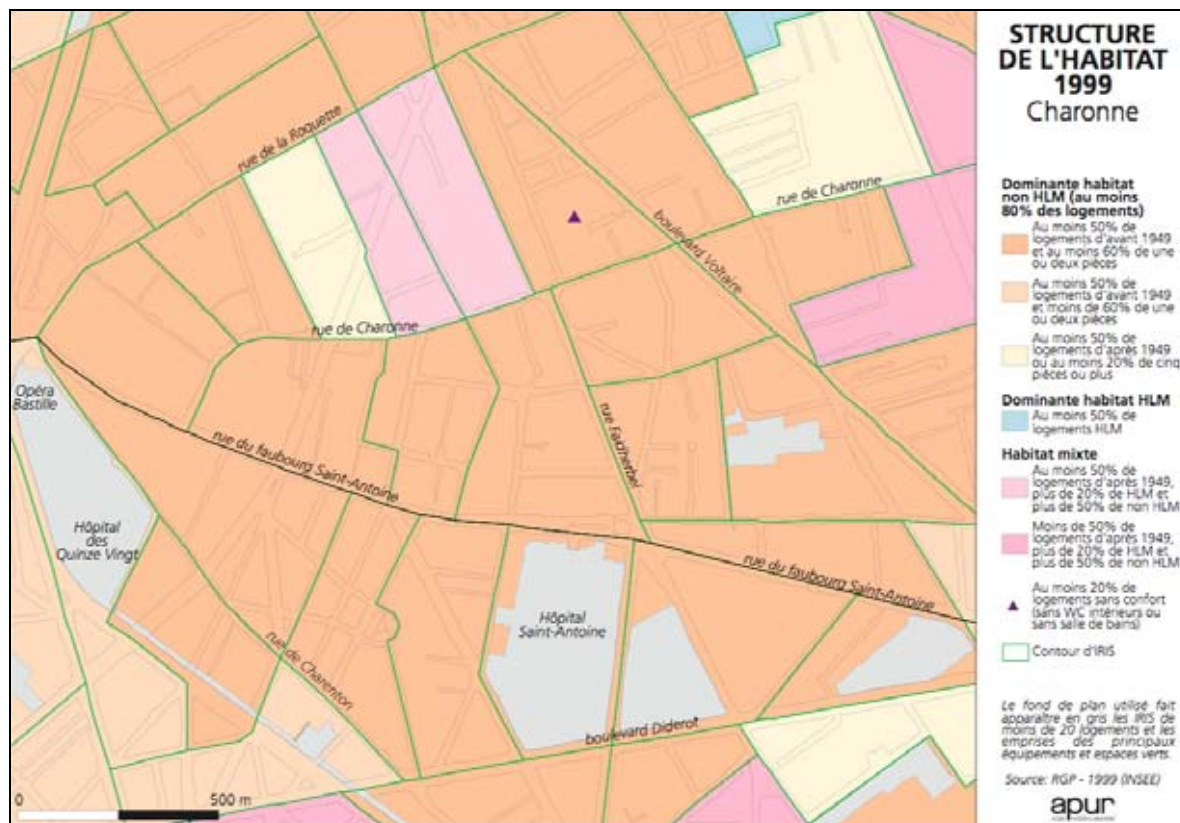 STRUCTURE
DE L'HABITAT
1999
Charonne
Dominante habitat
non HLM (au moins
80% des logements)
Au moins 50% de
logements d'avant 1949
et au moins 60% de une
ou deux pièces
Au moins 50% de
logements d'avant 1949
et moins de 60% de une
ou deux pièces
Au moins 50% de
logements d'après 1949
ou au moins 20% de cinq
pièces ou plus
Dominante habitat HLM
Au moins 50% de
logements HLM
Habitat mixte
Au moins 50% de
logements d'après 1949,
plus de 20% de HLM et
plus de 50% de non HLM
Moins de 50% de
logements d'après 1949,
plus de 20% de HLM et
plus de 50% de non HLM
Au moins 20% de
logements sans confort
(sans WC intérieurs ou
sans salle de bains)
Contour d'IRIS
Le fond de plan utilisé fait
apparaître en gris les IRIS de
moins de 20 logements et les
emprises des principaux
équipements et espaces verts.
Source: RGP - 1999 (INSEE)
apur
rue de la Roquette
rue de Charonne
boulevard Voltaire
rue de Charonne
Opéra
Bastille
rue Faidherbe
rue du faubourg Saint-Antoine
Hôpital
des
Quinze Vingt
rue du faubourg Saint-Antoine
Hôpital
Saint-Antoine
rue de Charenton
boulevard Diderot
0 500 m